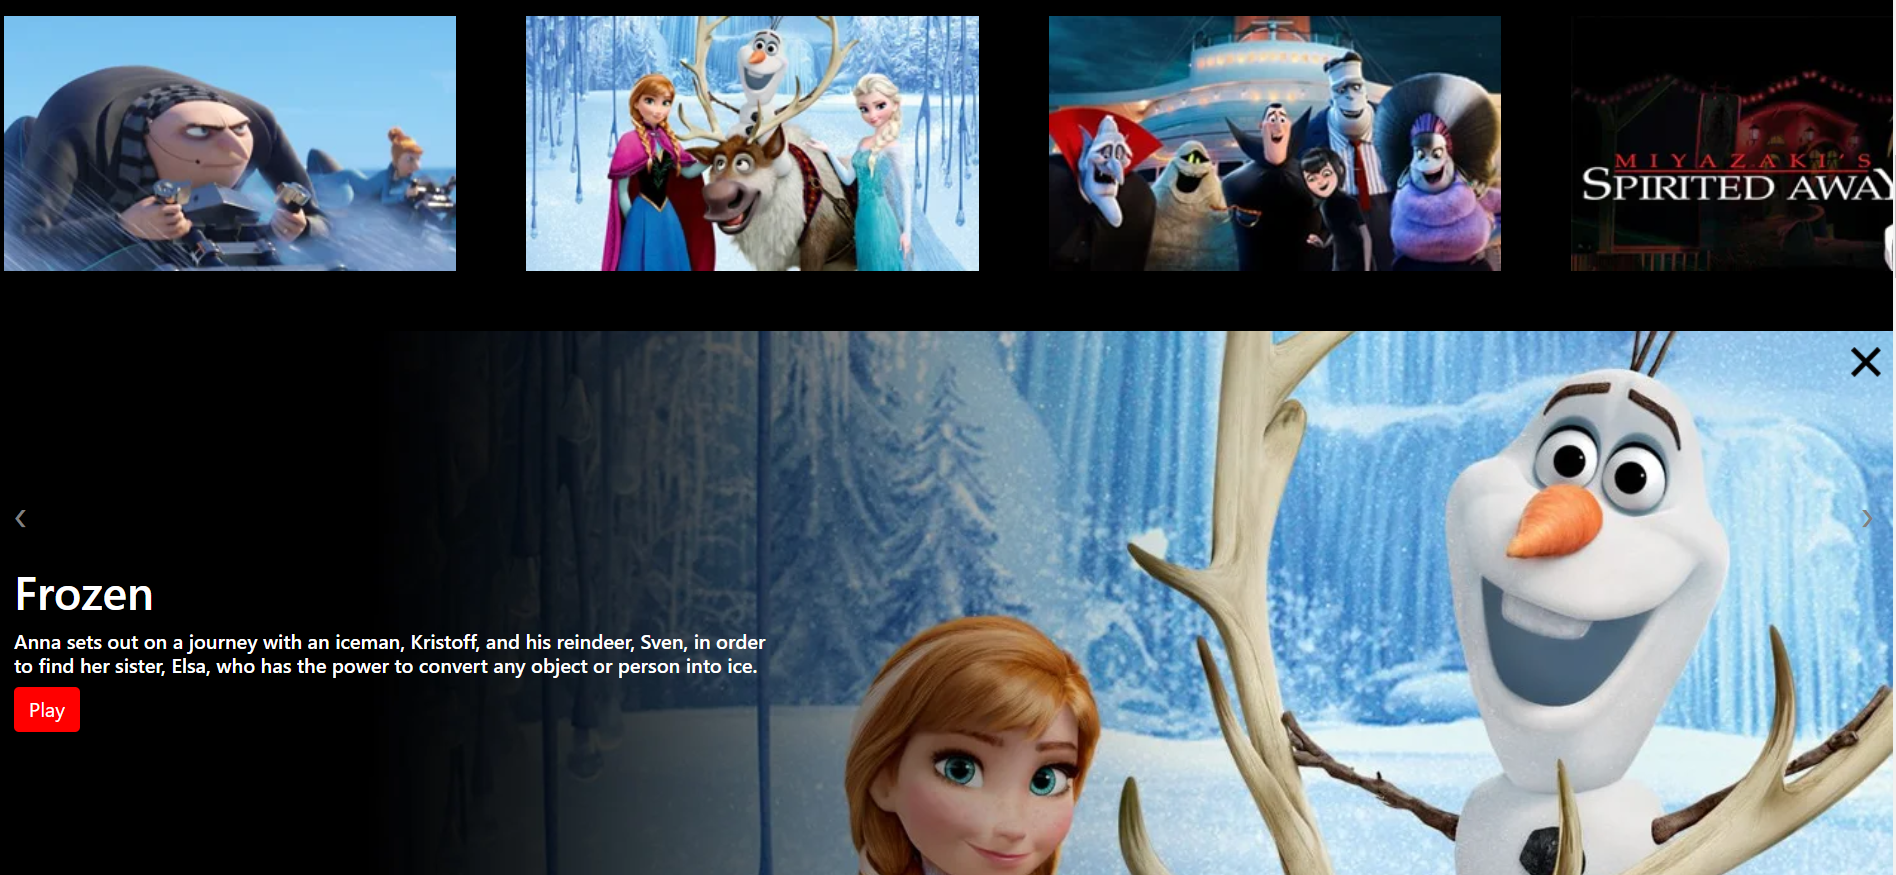 MIYAZAKI'S
SPIRITED AWAY
Frozen
Anna sets out on a journey with an iceman, Kristoff, and his reindeer, Sven, in order
to find her sister, Elsa, who has the power to convert any object or person into ice.
Play